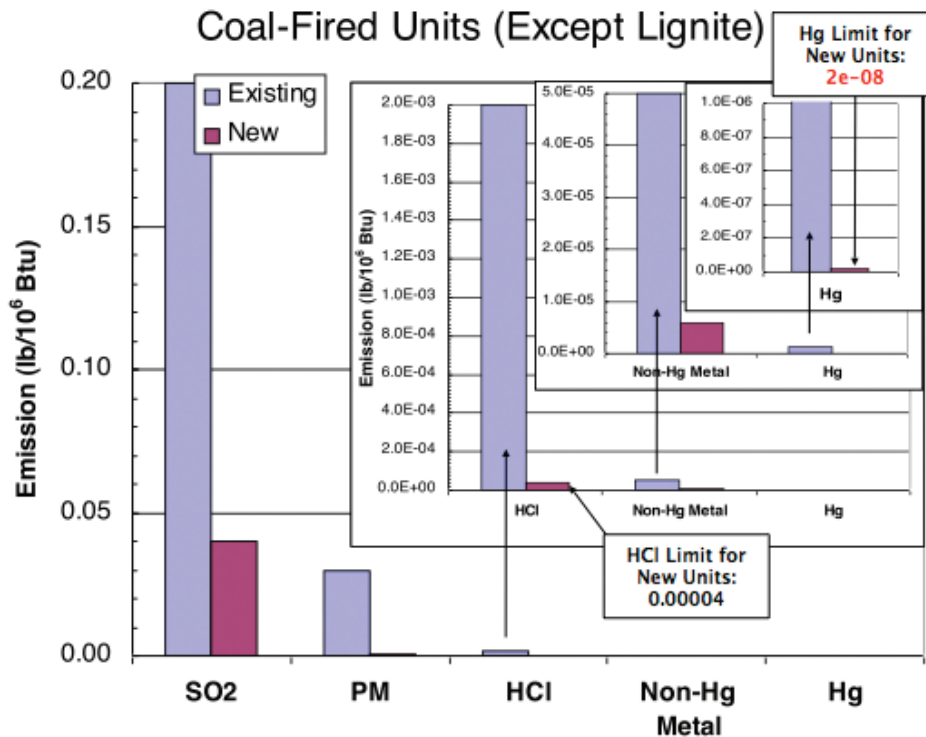 Coal-Fired Units (Except Lignite)
Hg Limit for
New Units:
2e-08
Existing
New
Emission (lb/10⁶ Btu)
0.20
0.15
0.10
0.05
0.00
SO2
PM
HCl
Non-Hg
Metal
Hg
Emission (lb/10⁶ Btu)
2.0E-03
1.8E-03
1.6E-03
1.4E-03
1.2E-03
1.0E-03
8.0E-04
6.0E-04
4.0E-04
2.0E-04
0.0E+00
HCl
Non-Hg Metal
Hg
5.0E-05
4.0E-05
3.0E-05
2.0E-05
1.0E-05
0.0E+00
Non-Hg Metal
Hg
1.0E-06
8.0E-07
6.0E-07
4.0E-07
2.0E-07
0.0E+00
Hg
HCl Limit for
New Units:
0.00004